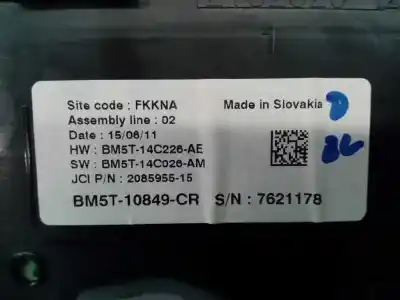 Site code : FKKNA
Made in Slovakia
Assembly line : 02
Date : 15/06/11
HW : BM5T-14C226-AE
SW : BM5T-14C026-AM
JCI P/N : 2085955-15
BM5T-10849-CR S/N : 7621178